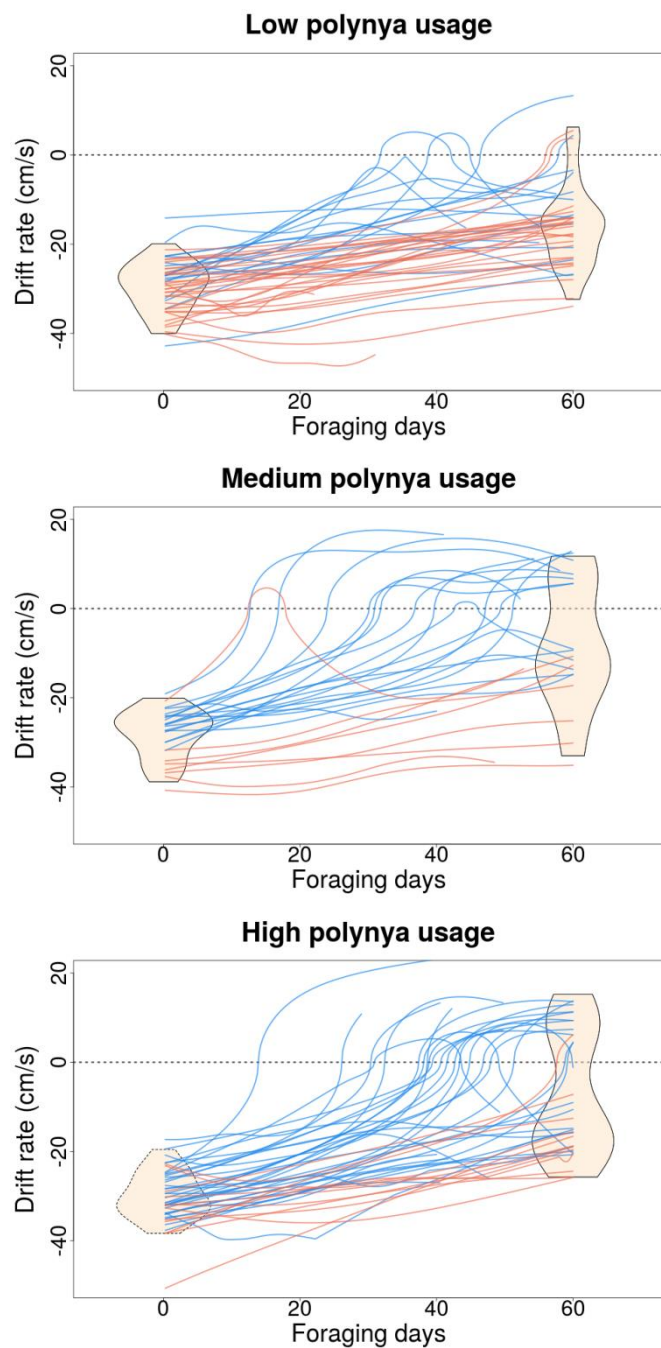 Low polynya usage
20
0
-20
-40
Drift rate (cm/s)
0 20 40 60
Foraging days
Medium polynya usage
20
0
-20
-40
Drift rate (cm/s)
0 20 40 60
Foraging days
High polynya usage
20
0
-20
-40
Drift rate (cm/s)
0 20 40 60
Foraging days